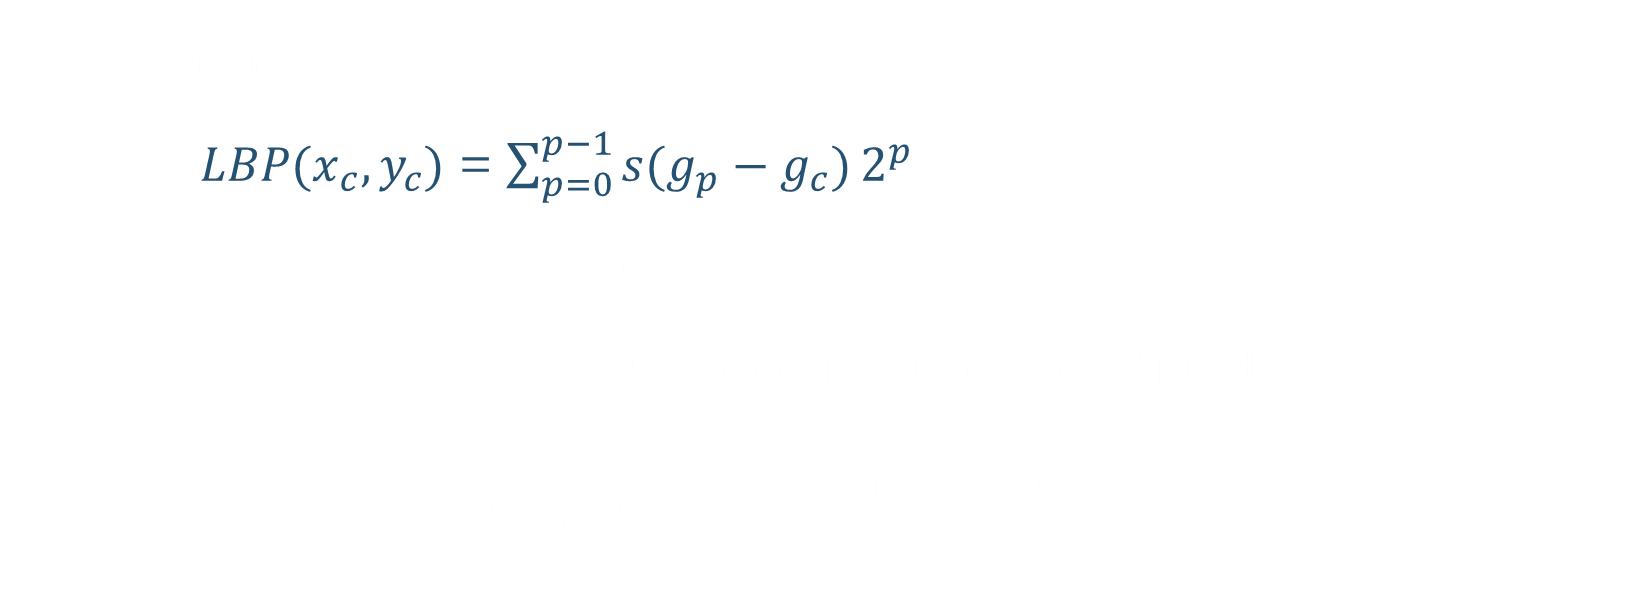 LBP(x_c, y_c) = ∑_{p=0}^{p−1} s(g_p − g_c) 2^p